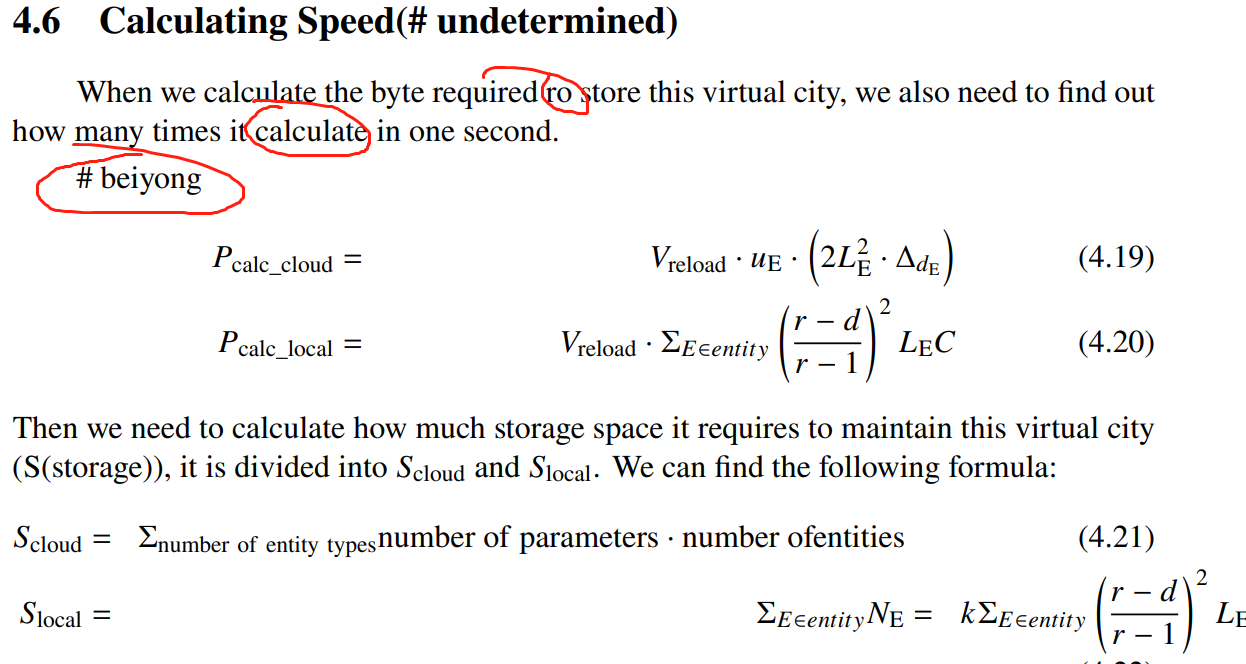 4.6 Calculating Speed(# undetermined)
When we calculate the byte required ro store this virtual city, we also need to find out
how many times it calculate in one second.
# beiyong
P_calc_cloud = V_reload · u_E · (2L_E^2 · Δ_d_E) (4.19)
P_calc_local = V_reload · Σ_E∈entity ((r − d)/(r − 1))^2 L_E C (4.20)
Then we need to calculate how much storage space it requires to maintain this virtual city
(S(storage)), it is divided into S_cloud and S_local. We can find the following formula:
S_cloud = Σ_number of entity types number of parameters · number ofentities (4.21)
S_local = Σ_E∈entity N_E = kΣ_E∈entity ((r − d)/(r − 1))^2 L_E